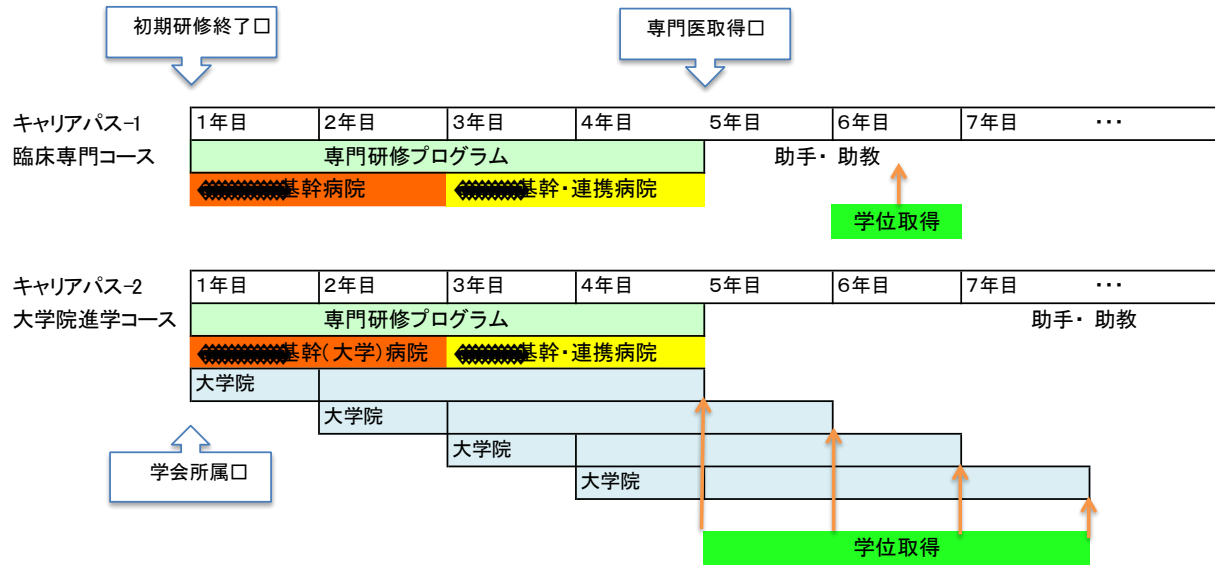 初期研修終了□
専門医取得□
キャリアパス-1
1年目 2年目 3年目 4年目 5年目 6年目 7年目 ・・・
臨床専門コース
専門研修プログラム
助手・ 助教
基幹病院
基幹・連携病院
学位取得
キャリアパス-2
1年目 2年目 3年目 4年目 5年目 6年目 7年目 ・・・
大学院進学コース
専門研修プログラム
助手・ 助教
基幹(大学)病院
基幹・連携病院
大学院
大学院
大学院
大学院
学会所属□
学位取得